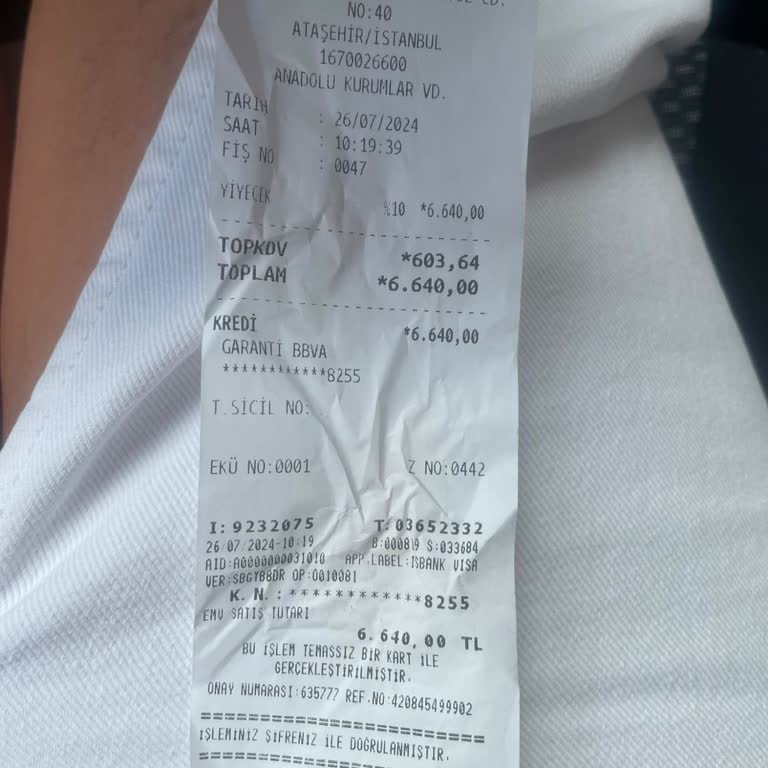 CD.
NO:40
ATAŞEHİR/İSTANBUL
1670026600
ANADOLU KURUMLAR VD.
TARİH : 26/07/2024
SAAT : 10:19:39
FİŞ NO : 0047
YİYECEK %10 *6.640,00
TOPKDV *603,64
TOPLAM *6.640,00
KREDİ *6.640,00
GARANTİ BBVA
************8255
T.SİCİL NO:
EKÜ NO:0001 Z NO:0442
I: 9232075 T: 03652332
26/07/2024-10:19 B:000819 S:033684
AID:A0000000031010 APP.LABEL:ISBANK VISA
VER:SBGTB8DR OP:0010081
K. N. : ************8255
EMV SATIŞ TUTARI
6.640,00 TL
BU İŞLEM TEMASSIZ BİR KART İLE
GERÇEKLEŞTİRİLMİŞTİR.
ONAY NUMARASI:635777 REF.NO:420845499902
İŞLEMİNİZ ŞİFRENİZ İLE DOĞRULANMIŞTIR.